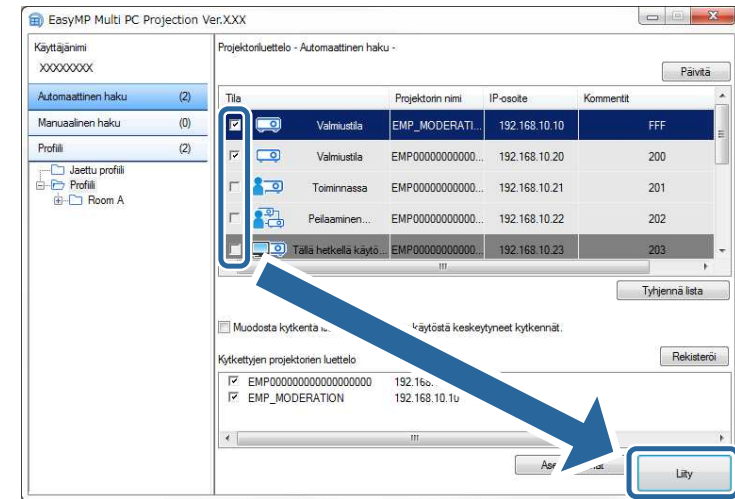 EasyMP Multi PC Projection Ver.X.XX
Käyttäjänimi
XXXXXXXX
Automaattinen haku (2)
Manuaalinen haku (0)
Profiili (2)
Jaettu profiili
Profiili
Room A
Projektoriluettelo - Automaattinen haku -
Päivitä
Tila Projektorin nimi IP-osoite Kommentit
Valmiustila EMP_MODERATI... 192.168.10.10 FFF
Valmiustila EMP00000000000... 192.168.10.20 200
Toiminnassa EMP00000000000... 192.168.10.21 201
Peilaaminen... EMP00000000000... 192.168.10.22 202
Tällä hetkellä käytö... EMP00000000000... 192.168.10.23 203
Tyhjennä lista
Muodosta kytkentä käytöstä keskeytyneet kytkennät.
Kytkettyjen projektorien luettelo
Rekisteröi
EMP000000000000000000 192.168.
EMP_MODERATION 192.168.10.10
Liity